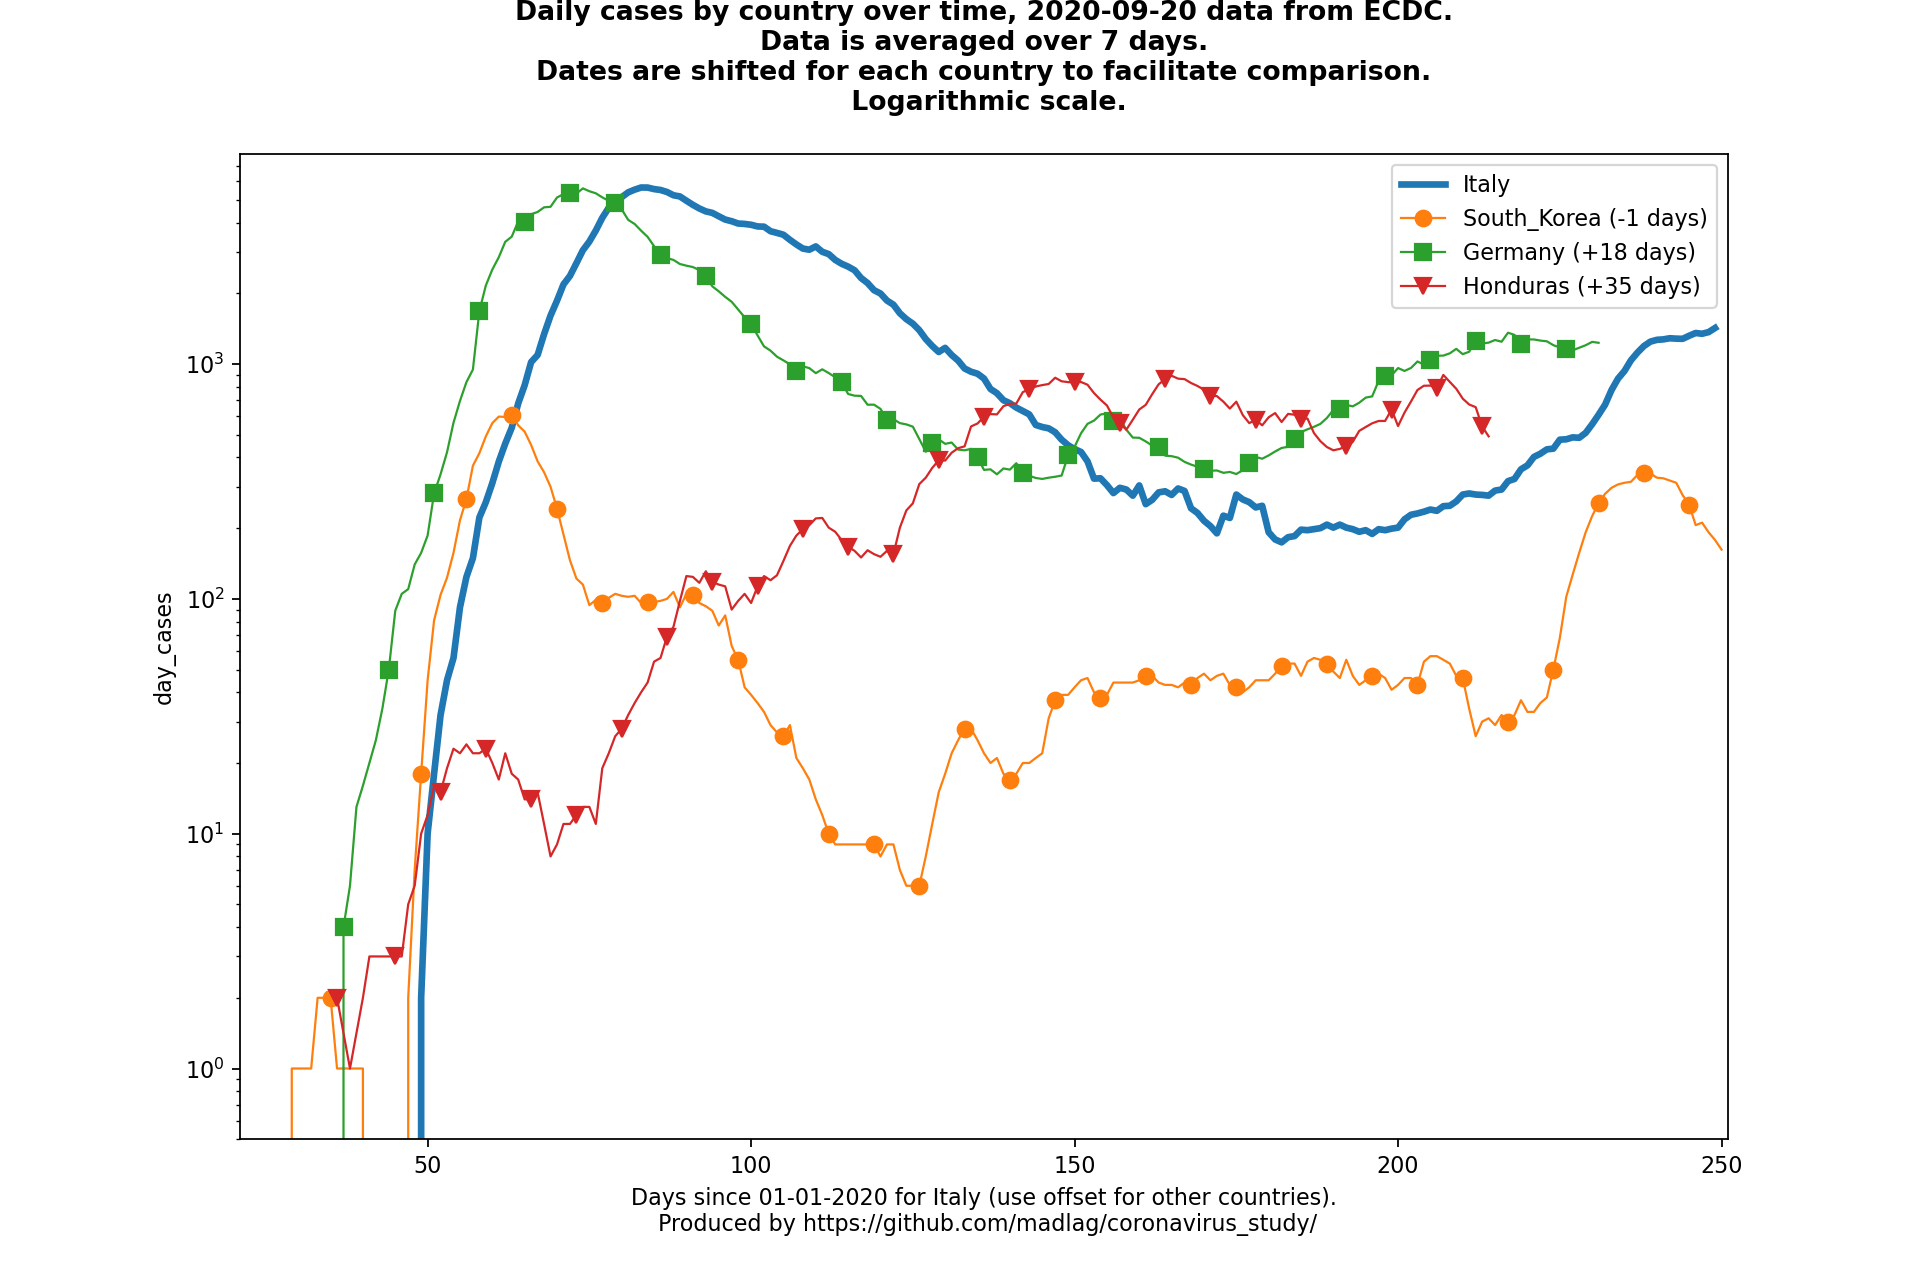 Daily cases by country over time, 2020-09-20 data from ECDC.
Data is averaged over 7 days.
Dates are shifted for each country to facilitate comparison.
Logarithmic scale.
Italy
South_Korea (-1 days)
Germany (+18 days)
Honduras (+35 days)
10³
10²
10¹
10⁰
day_cases
50
100
150
200
250
Days since 01-01-2020 for Italy (use offset for other countries).
Produced by https://github.com/madlag/coronavirus_study/